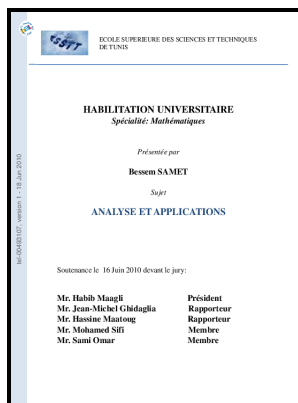 ESSTT
ECOLE SUPERIEURE DES SCIENCES ET TECHNIQUES
DE TUNIS
HABILITATION UNIVERSITAIRE
Spécialité: Mathématiques
Présentée par
Bessem SAMET
Sujet
ANALYSE ET APPLICATIONS
Soutenance le 16 Juin 2010 devant le jury:
Mr. Habib Maagli Président
Mr. Jean-Michel Ghidaglia Rapporteur
Mr. Hassine Maatoug Rapporteur
Mr. Mohamed Sifi Membre
Mr. Sami Omar Membre
tel-00493107, version 1 - 18 Jun 2010